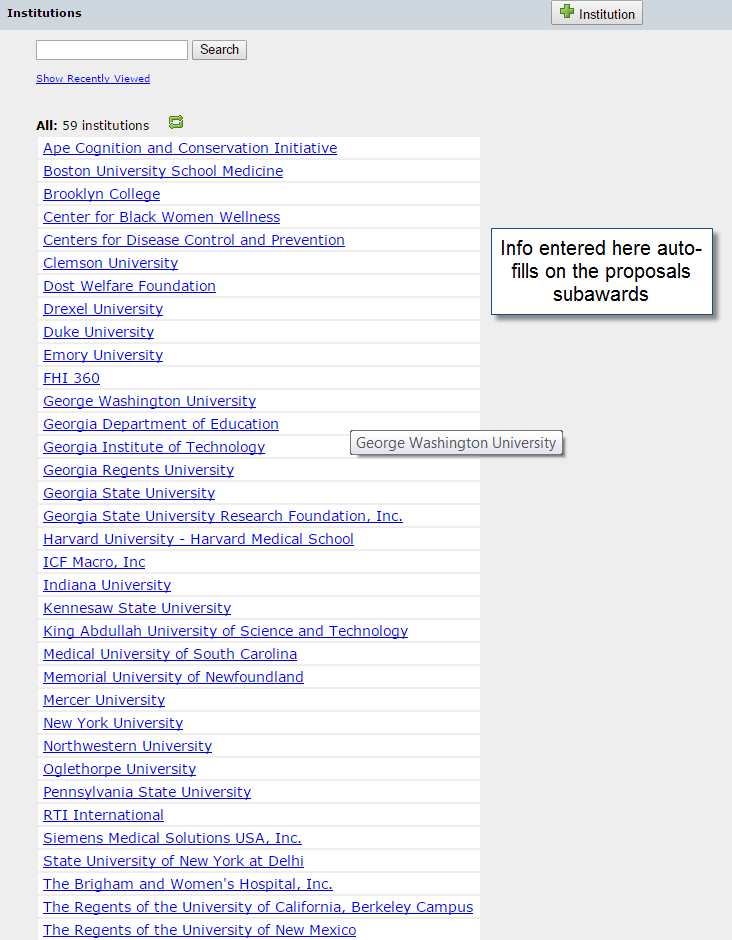 Institutions
Institution
Search
Show Recently Viewed
All: 59 institutions
Ape Cognition and Conservation Initiative
Boston University School Medicine
Brooklyn College
Center for Black Women Wellness
Centers for Disease Control and Prevention
Clemson University
Dost Welfare Foundation
Drexel University
Duke University
Emory University
FHI 360
George Washington University
Georgia Department of Education
Georgia Institute of Technology
Georgia Regents University
Georgia State University
Georgia State University Research Foundation, Inc.
Harvard University - Harvard Medical School
ICF Macro, Inc
Indiana University
Kennesaw State University
King Abdullah University of Science and Technology
Medical University of South Carolina
Memorial University of Newfoundland
Mercer University
New York University
Northwestern University
Oglethorpe University
Pennsylvania State University
RTI International
Siemens Medical Solutions USA, Inc.
State University of New York at Delhi
The Brigham and Women's Hospital, Inc.
The Regents of the University of California, Berkeley Campus
The Regents of the University of New Mexico
Info entered here auto-
fills on the proposals
subawards
George Washington University